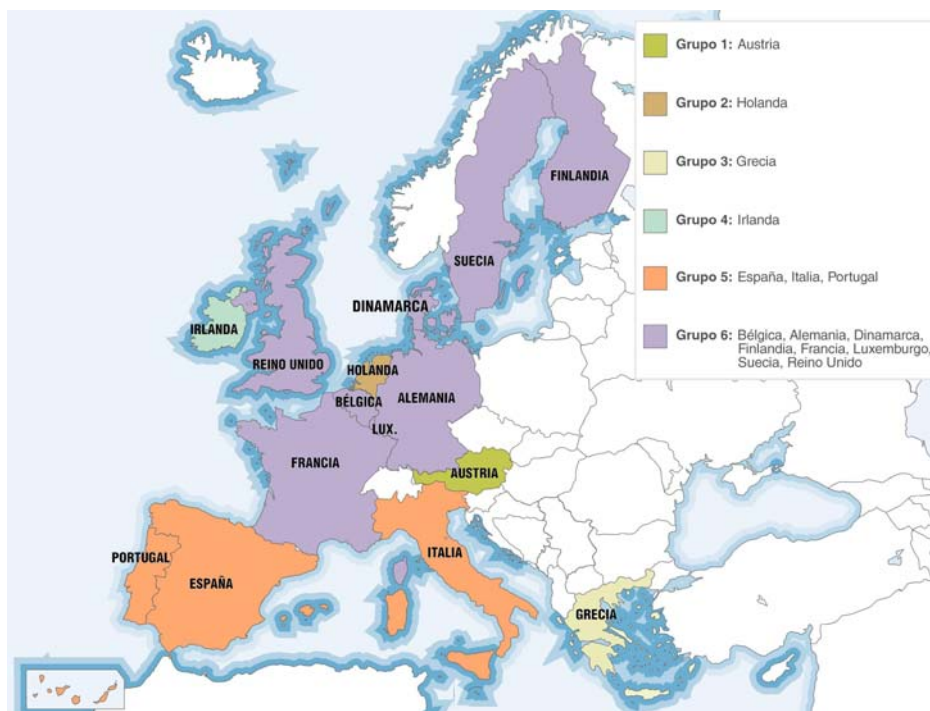 Grupo 1: Austria
Grupo 2: Holanda
Grupo 3: Grecia
Grupo 4: Irlanda
Grupo 5: España, Italia, Portugal
Grupo 6: Bélgica, Alemania, Dinamarca,
Finlandia, Francia, Luxemburgo,
Suecia, Reino Unido
FINLANDIA
SUECIA
DINAMARCA
IRLANDA
REINO UNIDO
HOLANDA
BÉLGICA
ALEMANIA
LUX.
FRANCIA
AUSTRIA
PORTUGAL
ESPAÑA
ITALIA
GRECIA